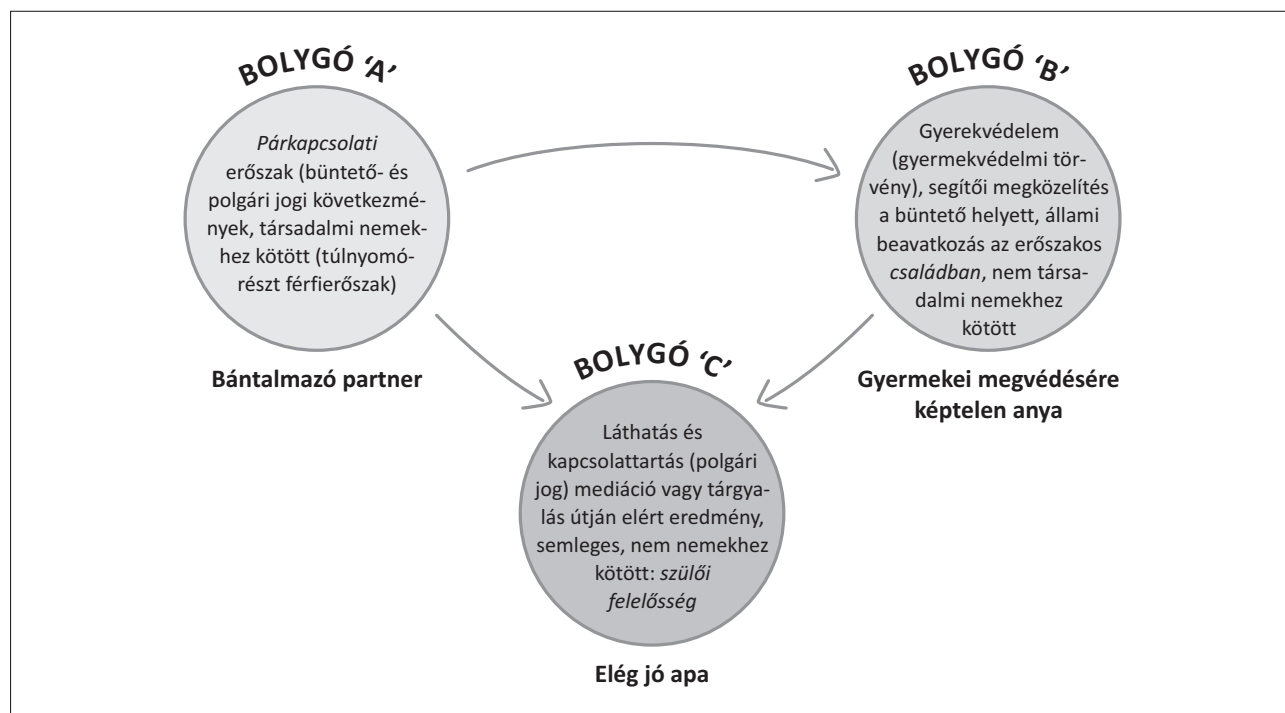 BOLYGÓ ‘A’
Párkapcsolati
erőszak (büntető- és
polgári jogi következmé-
nyek, társadalmi nemek-
hez kötött (túlnyomó-
részt férfierőszak)
Bántalmazó partner
BOLYGÓ ‘B’
Gyerekvédelem
(gyermekvédelmi tör-
vény), segítői megközelítés
a büntető helyett, állami
beavatkozás az erőszakos
családban, nem társa-
dalmi nemekhez
kötött
Gyermekei megvédésére
képtelen anya
BOLYGÓ ‘C’
Láthatás és
kapcsolattartás (polgári
jog) mediáció vagy tárgya-
lás útján elért eredmény,
semleges, nem nemekhez
kötött: szülői
felelősség
Elég jó apa